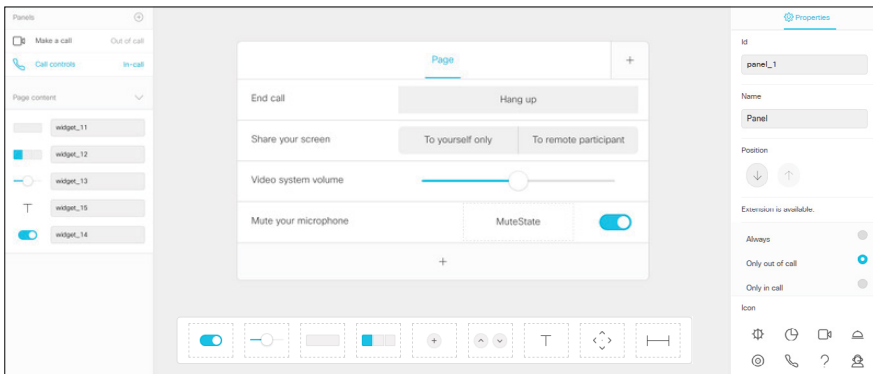 Panels
Make a call Out of call
Call controls In-call
Page content
widget_11
widget_12
widget_13
widget_15
widget_14
Page
End call Hang up
Share your screen To yourself only To remote participant
Video system volume
Mute your microphone MuteState
Properties
Id
panel_1
Name
Panel
Position
Extension is available.
Always
Only out of call
Only in call
Icon